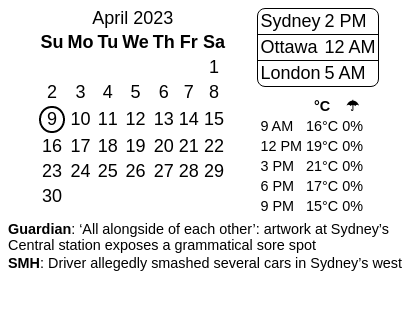 April 2023
Su Mo Tu We Th Fr Sa
1
2 3 4 5 6 7 8
9 10 11 12 13 14 15
16 17 18 19 20 21 22
23 24 25 26 27 28 29
30
Sydney 2 PM
Ottawa 12 AM
London 5 AM
°C ☂
9 AM 16°C 0%
12 PM 19°C 0%
3 PM 21°C 0%
6 PM 17°C 0%
9 PM 15°C 0%
Guardian: ‘All alongside of each other’: artwork at Sydney’s
Central station exposes a grammatical sore spot
SMH: Driver allegedly smashed several cars in Sydney’s west